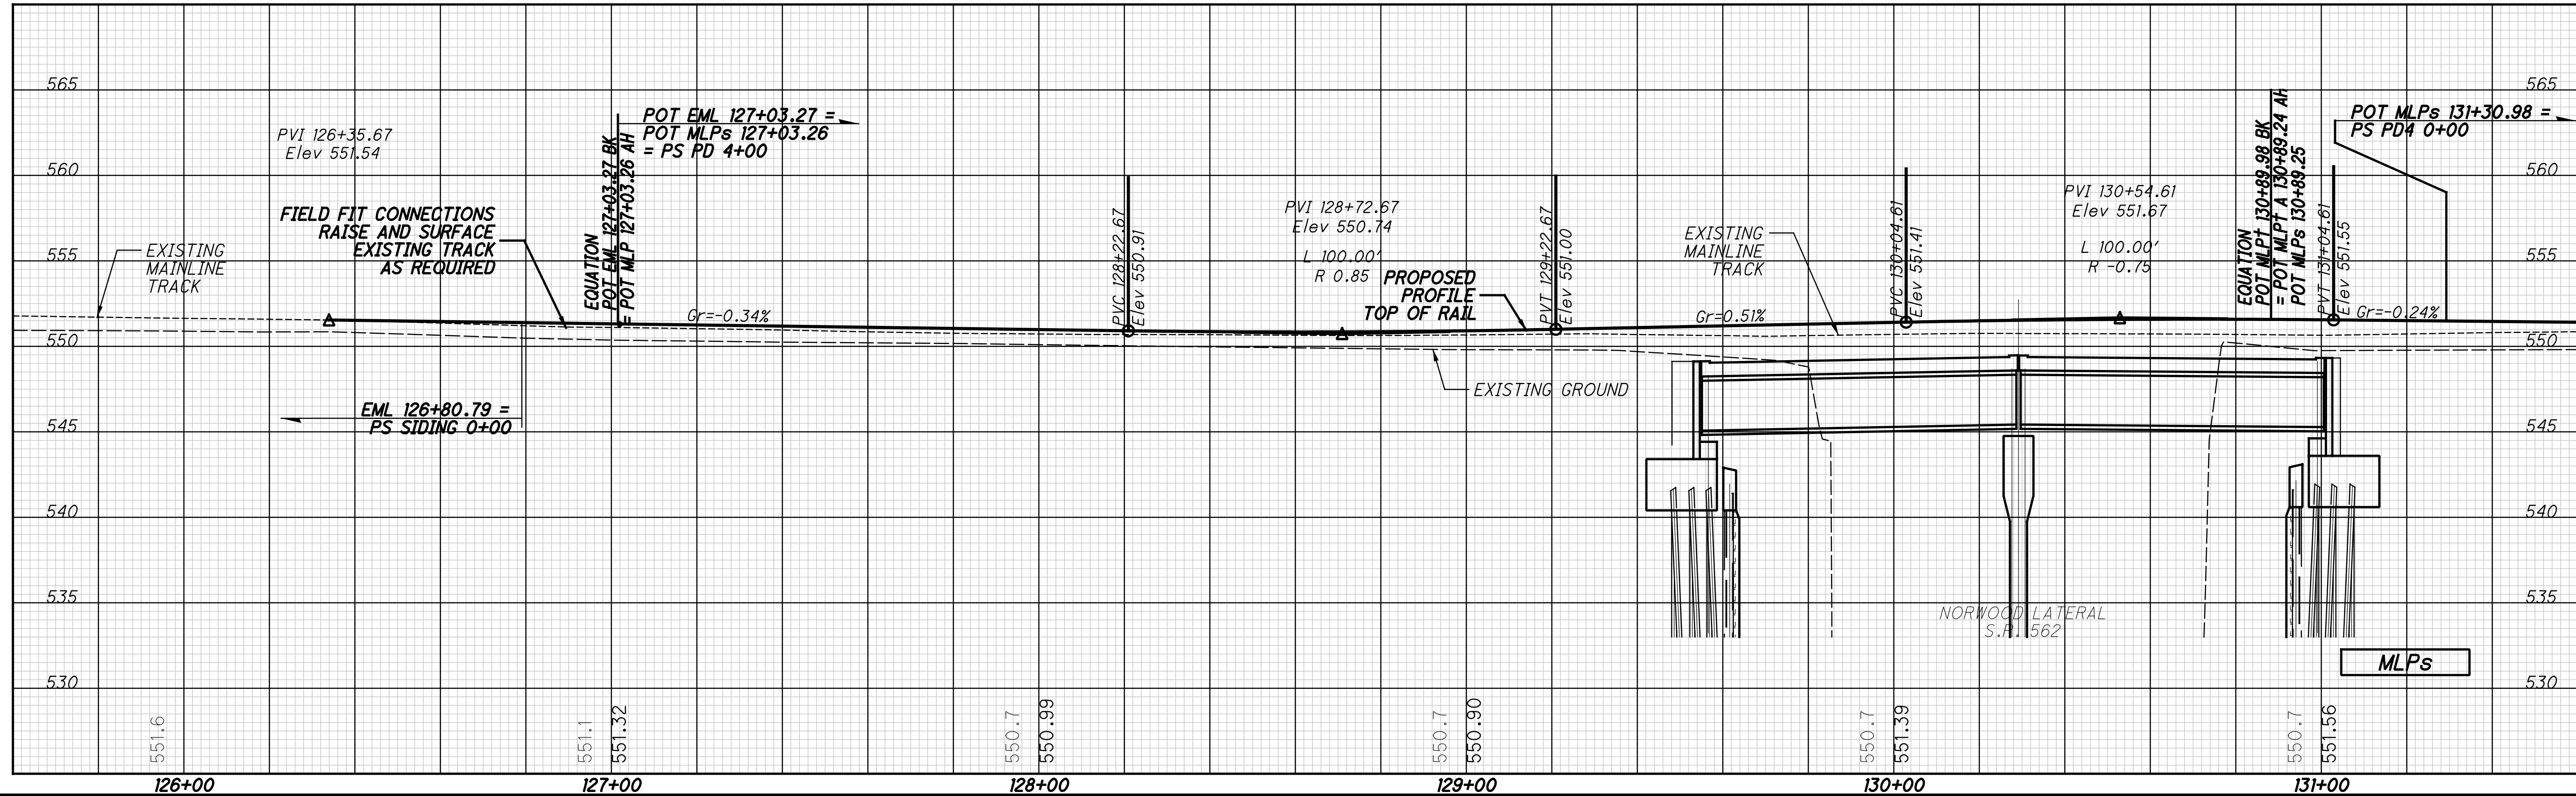 565
560
555
550
545
540
535
530
PVI 126+35.67
Elev 551.54
FIELD FIT CONNECTIONS
RAISE AND SURFACE
EXISTING TRACK
AS REQUIRED
EXISTING
MAINLINE
TRACK
EML 126+80.79 =
PS SIDING 0+00
EQUATION
POT EML 127+03.27 BK
= POT MLP 127+03.26 AH
POT EML 127+03.27 =
POT MLPs 127+03.26
= PS PD 4+00
Gr=-0.34%
PVC 128+22.67
Elev 550.91
PVI 128+72.67
Elev 550.74
L 100.00'
R 0.85
PROPOSED
PROFILE
TOP OF RAIL
EXISTING GROUND
PVT 129+22.67
Elev 551.00
EXISTING
MAINLINE
TRACK
Gr=0.51%
PVC 130+04.61
Elev 551.41
PVI 130+54.61
Elev 551.67
L 100.00'
R -0.75
EQUATION
POT MLP† 130+89.98 BK
= POT MLP† A 130+89.24 AH
POT MLPs 130+89.25
PVT 131+04.61
Elev 551.55
Gr=-0.24%
POT MLPs 131+30.98 =
PS PD4 0+00
NORWOOD LATERAL
S.R. 562
MLPs
565
560
555
550
545
540
535
530
551.6
551.1
551.32
550.7
550.99
550.7
550.90
550.7
551.39
550.7
551.56
126+00
127+00
128+00
129+00
130+00
131+00